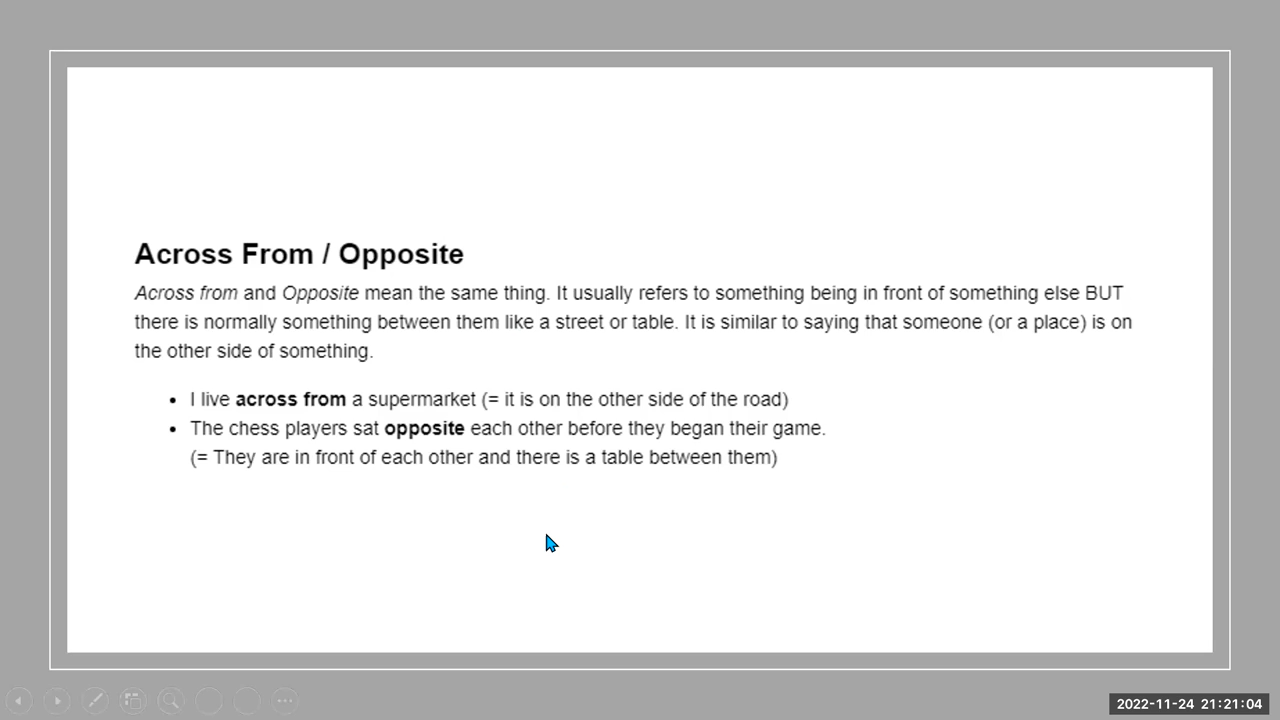 Across From / Opposite
Across from and Opposite mean the same thing. It usually refers to something being in front of something else BUT
there is normally something between them like a street or table. It is similar to saying that someone (or a place) is on
the other side of something.
• I live across from a supermarket (= it is on the other side of the road)
• The chess players sat opposite each other before they began their game.
(= They are in front of each other and there is a table between them)
2022-11-24 21:21:04